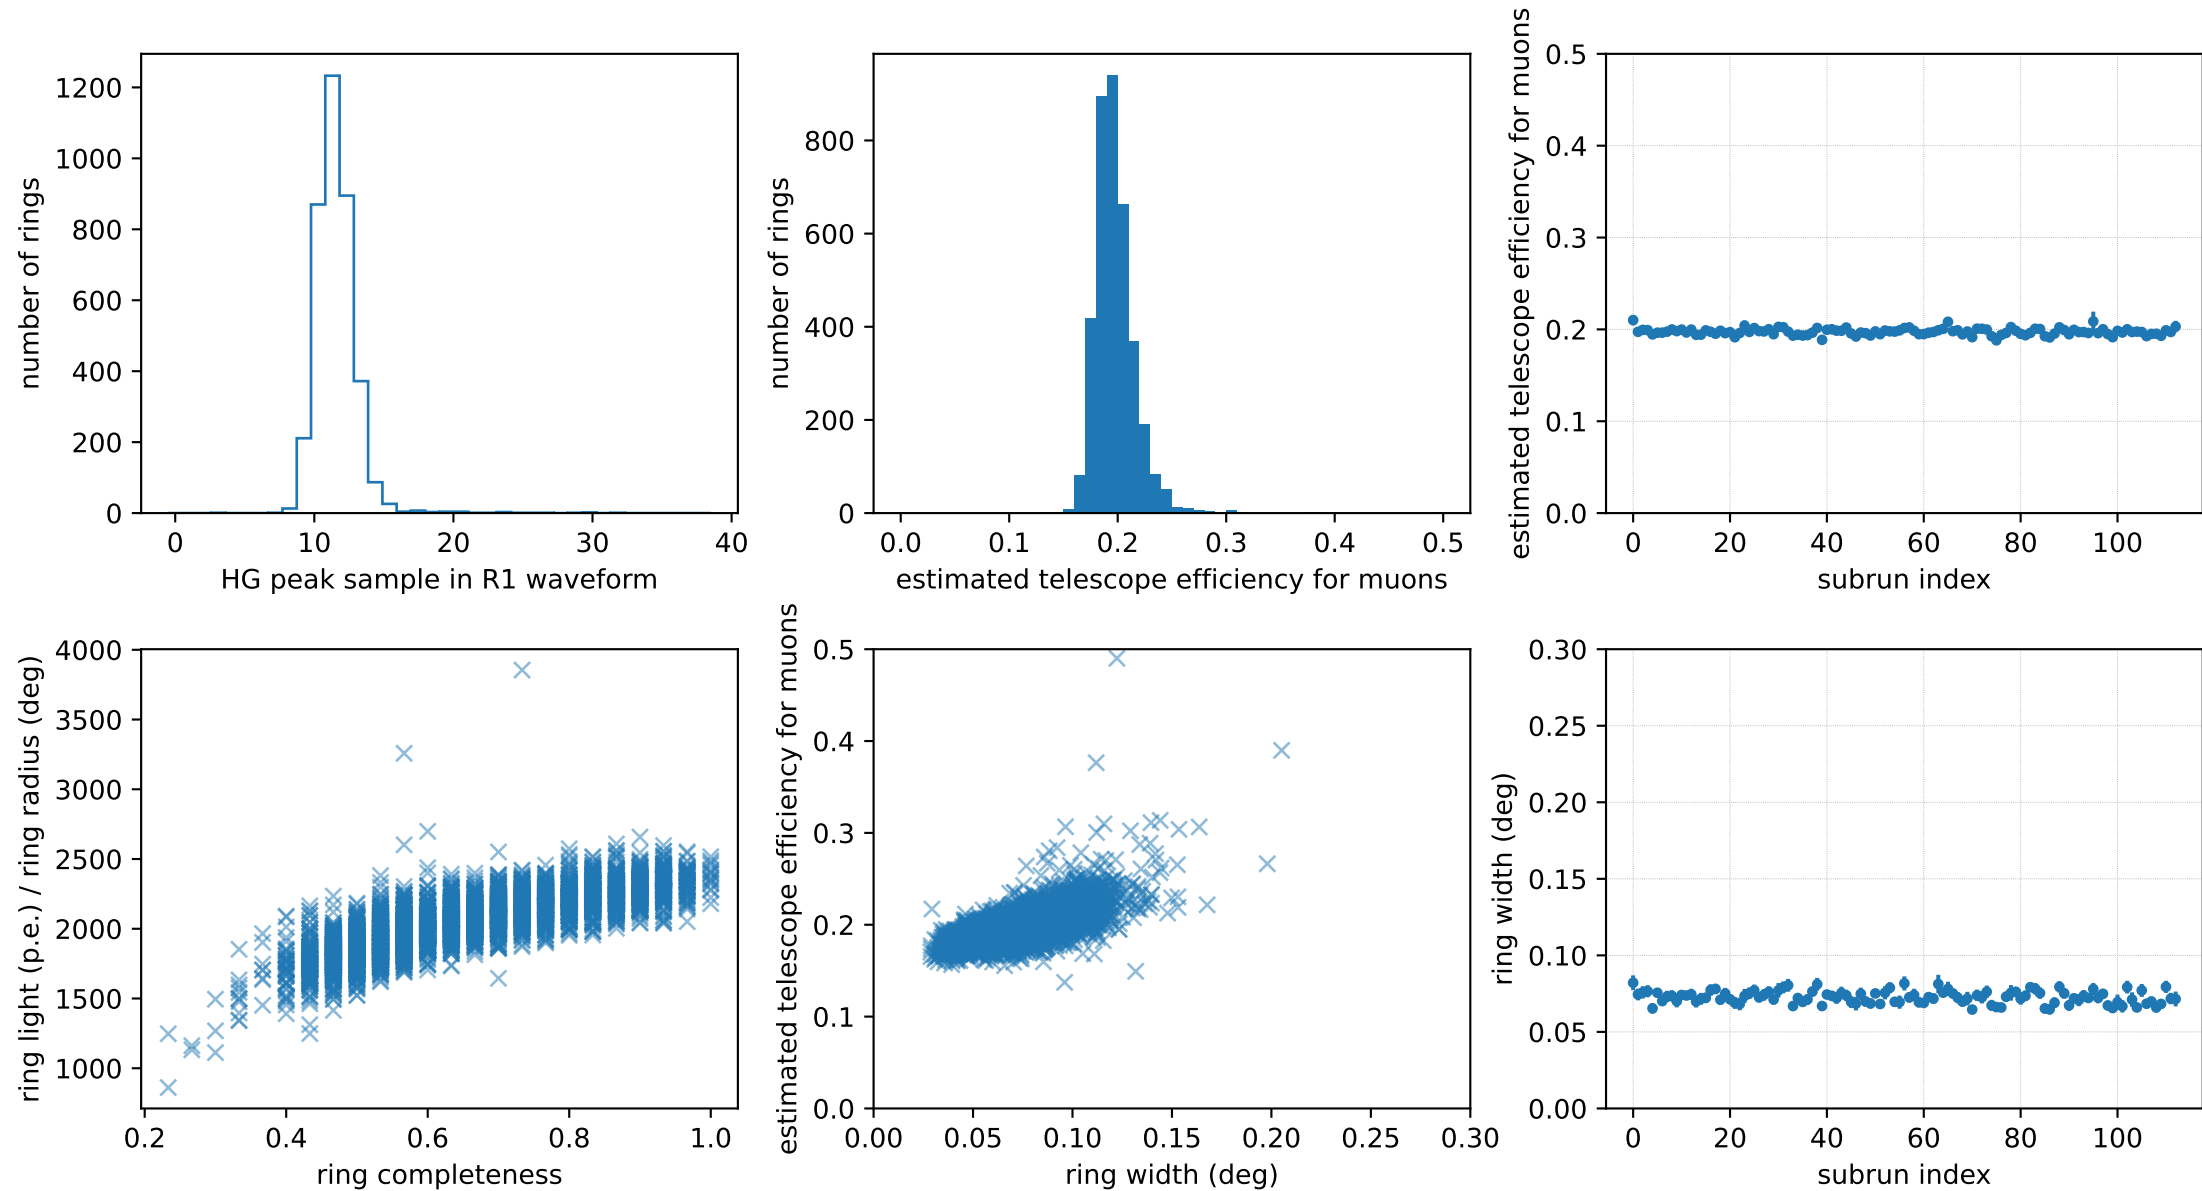 1200
1000
800
600
400
200
0
number of rings
0 10 20 30 40
HG peak sample in R1 waveform
800
600
400
200
0
number of rings
0.0 0.1 0.2 0.3 0.4 0.5
estimated telescope efficiency for muons
0.5
0.4
0.3
0.2
0.1
0.0
estimated telescope efficiency for muons
0 20 40 60 80 100
subrun index
4000
3500
3000
2500
2000
1500
1000
ring light (p.e.) / ring radius (deg)
0.2 0.4 0.6 0.8 1.0
ring completeness
0.5
0.4
0.3
0.2
0.1
0.0
estimated telescope efficiency for muons
0.00 0.05 0.10 0.15 0.20 0.25 0.30
ring width (deg)
0.30
0.25
0.20
0.15
0.10
0.05
0.00
ring width (deg)
0 20 40 60 80 100
subrun index